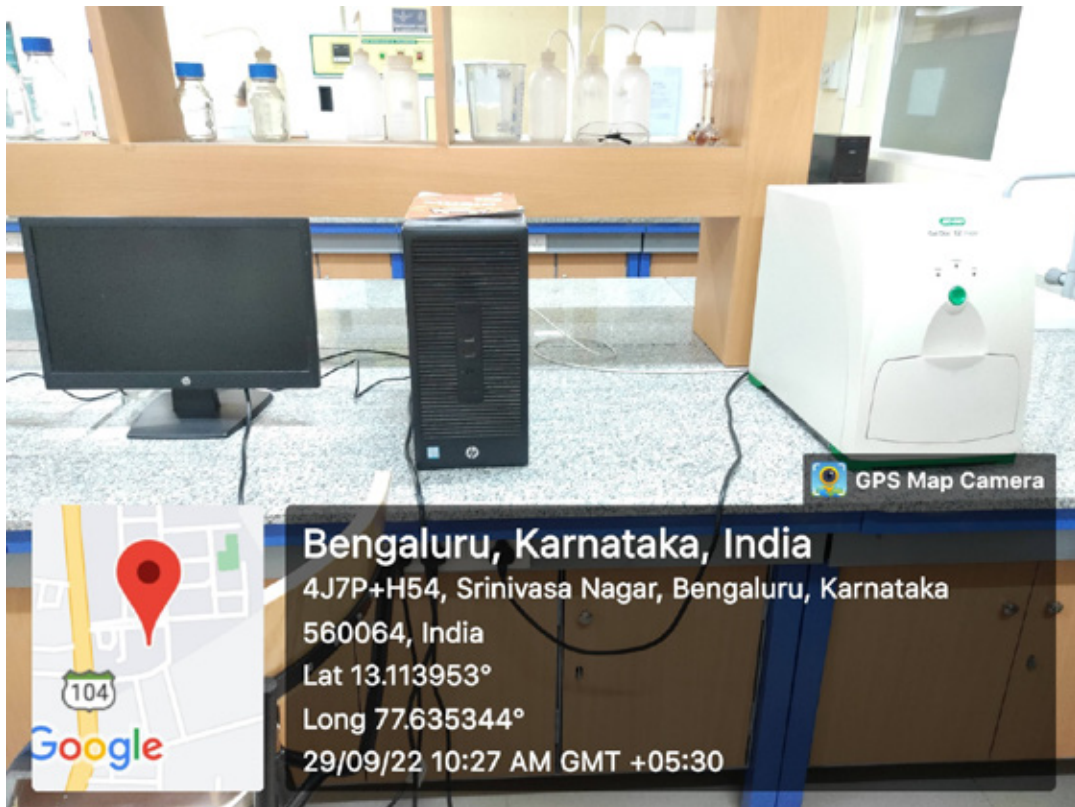 GPS Map Camera
Bengaluru, Karnataka, India
4J7P+H54, Srinivasa Nagar, Bengaluru, Karnataka
560064, India
Lat 13.113953°
Long 77.635344°
29/09/22 10:27 AM GMT +05:30
104
Google
hp